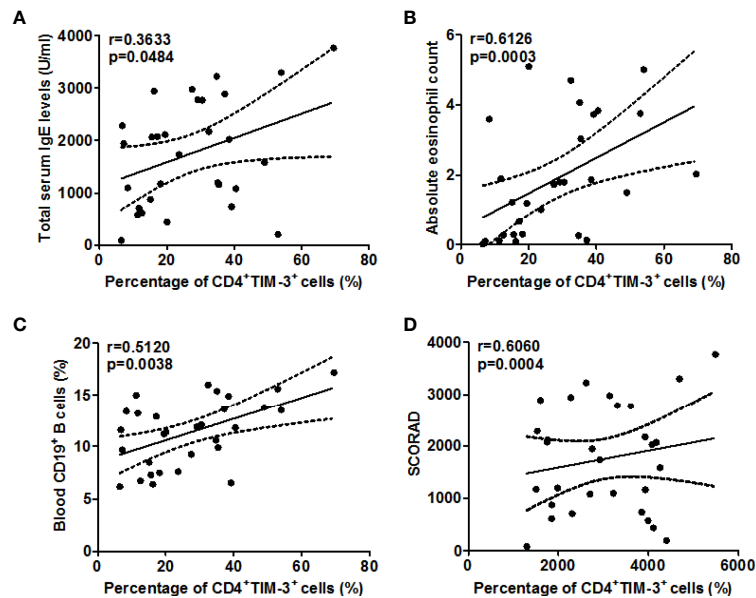 A
r=0.3633
p=0.0484
Total serum IgE levels (U/ml)
4000
3000
2000
1000
0
0 20 40 60 80
Percentage of CD4⁺TIM-3⁺ cells (%)
B
r=0.6126
p=0.0003
Absolute eosinophil count
6
4
2
0
0 20 40 60 80
Percentage of CD4⁺TIM-3⁺ cells (%)
C
r=0.5120
p=0.0038
Blood CD19⁺ B cells (%)
20
15
10
5
0
0 20 40 60 80
Percentage of CD4⁺TIM-3⁺ cells (%)
D
r=0.6060
p=0.0004
SCORAD
4000
3000
2000
1000
0
0 2000 4000 6000
Percentage of CD4⁺TIM-3⁺ cells (%)